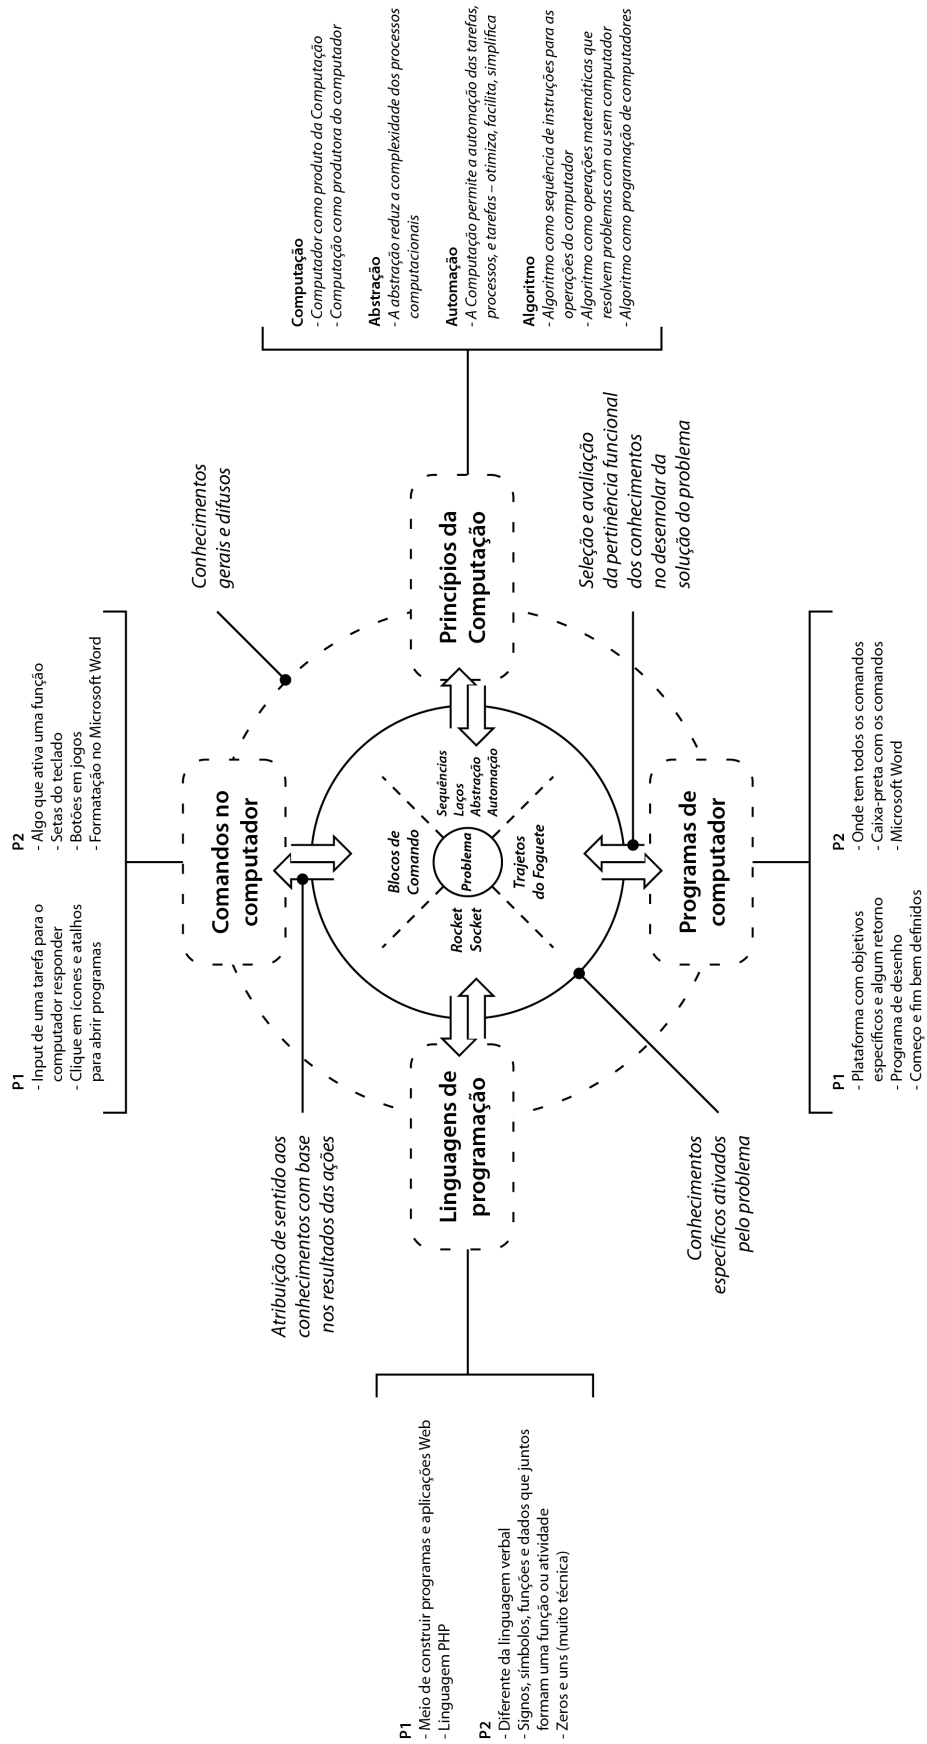 P1
- Input de uma tarefa para o
computador responder
- Clique em ícones e atalhos
para abrir programas
P2
- Algo que ativa uma função
- Setas do teclado
- Botões em jogos
- Formatação no Microsoft Word
Comandos no
computador
Conhecimentos
gerais e difusos
Atribuição de sentido aos
conhecimentos com base
nos resultados das ações
P1
- Meio de construir programas e aplicações Web
- Linguagem PHP
P2
- Diferente da linguagem verbal
- Signos, símbolos, funções e dados que juntos
formam uma função ou atividade
- Zeros e uns (muito técnica)
Linguagens de
programação
Blocos de
Comando
Rocket
Socket
Problema
Sequências
Laços
Abstração
Automação
Trajetos
do Foguete
Princípios da
Computação
Computação
- Computador como produto da Computação
- Computação como produtora do computador
Abstração
- A abstração reduz a complexidade dos processos
computacionais
Automação
- A Computação permite a automação das tarefas,
processos, e tarefas – otimiza, facilita, simplifica
Algoritmo
- Algoritmo como sequência de instruções para as
operações do computador
- Algoritmo como operações matemáticas que
resolvem problemas com ou sem computador
- Algoritmo como programação de computadores
Seleção e avaliação
da pertinência funcional
dos conhecimentos
no desenrolar da
solução do problema
Conhecimentos
específicos ativados
pelo problema
Programas de
computador
P1
- Plataforma com objetivos
específicos e algum retorno
- Programa de desenho
- Começo e fim bem definidos
P2
- Onde tem todos os comandos
- Caixa-preta com os comandos
- Microsoft Word